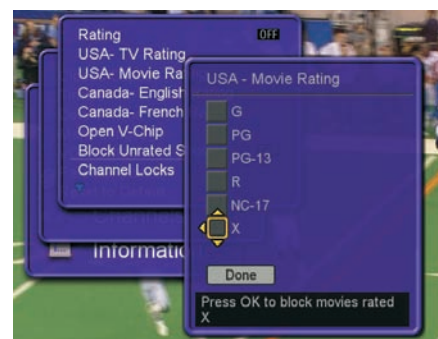 Rating OFF
USA- TV Rating
USA- Movie Ra
Canada- English
Canada- French
Open V-Chip
Block Unrated S
Channel Locks
Informatio
USA - Movie Rating
G
PG
PG-13
R
NC-17
X
Done
Press OK to block movies rated
X